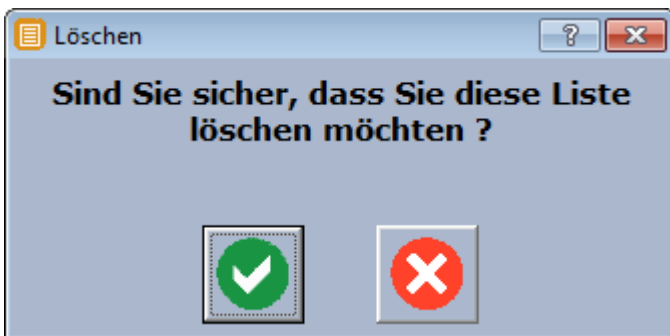 Löschen
Sind Sie sicher, dass Sie diese Liste
löschen möchten ?